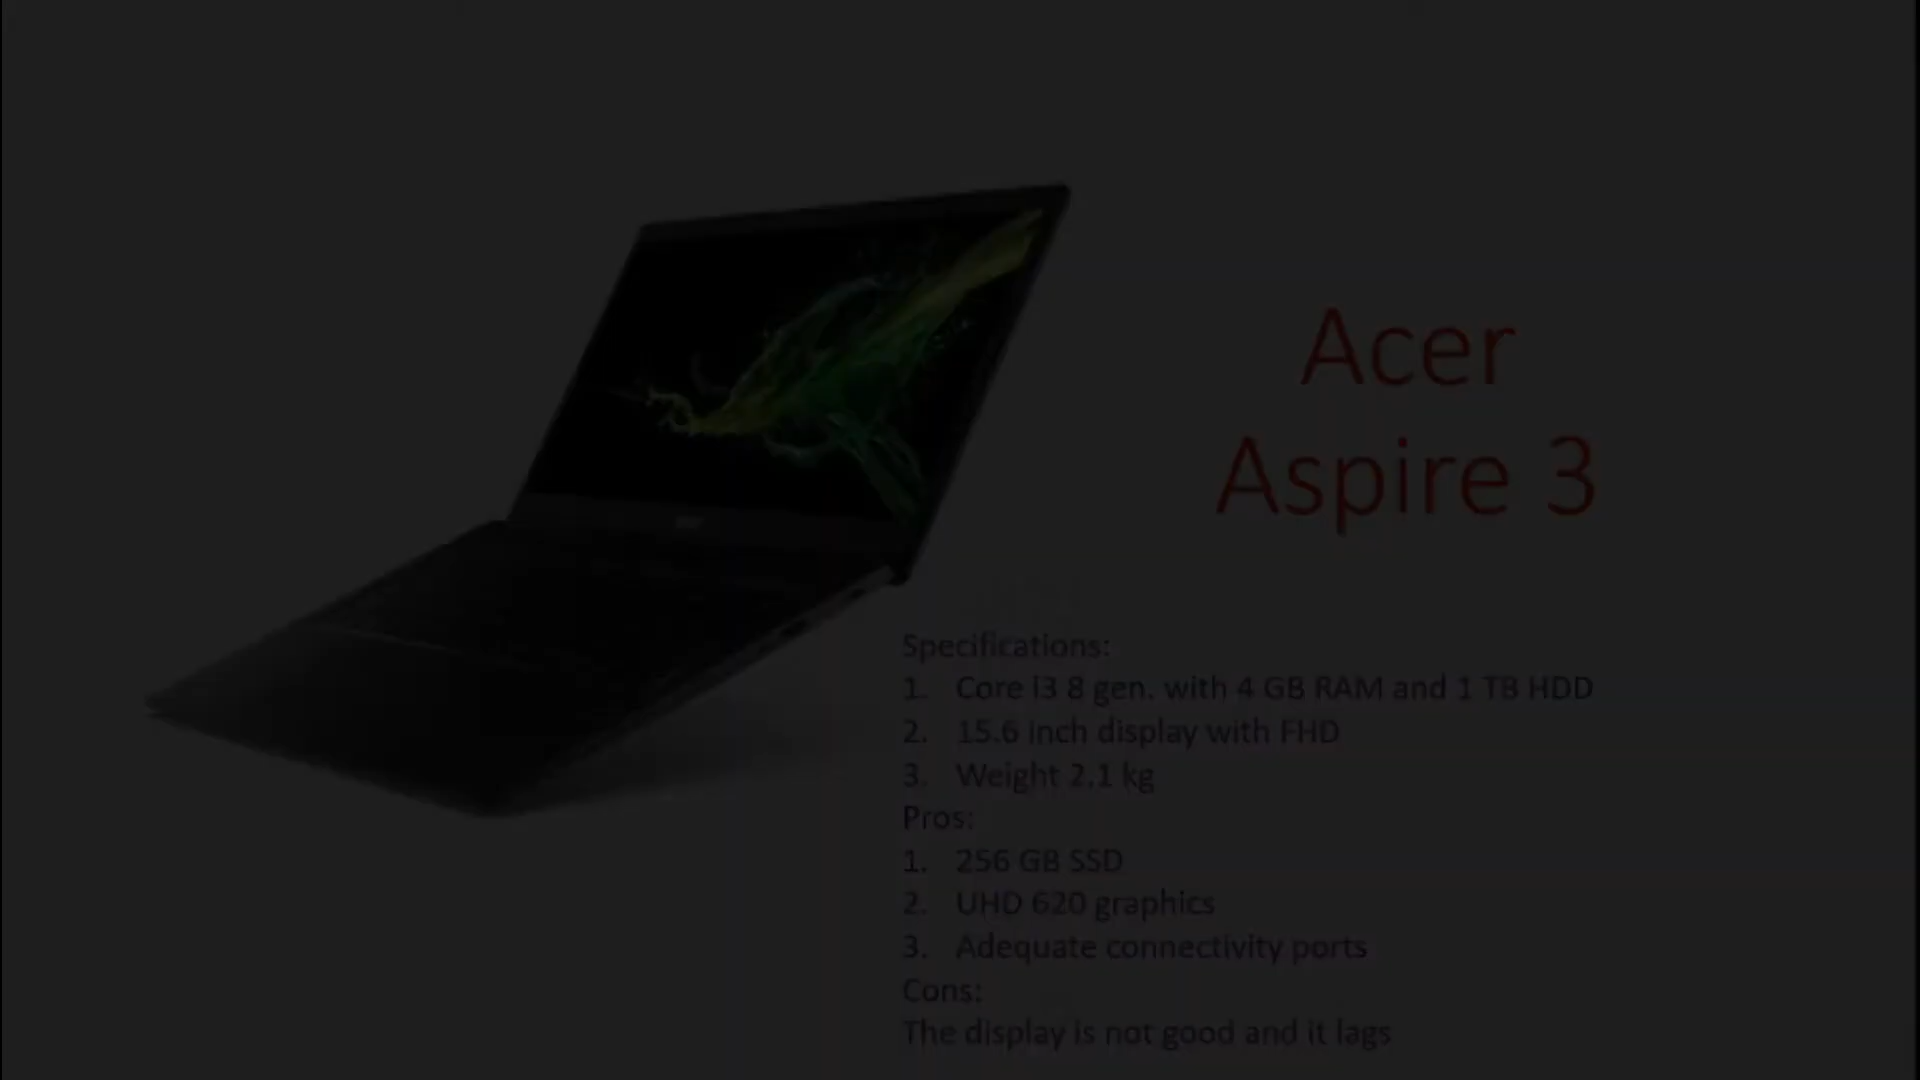 Acer
Aspire 3
Specifications:
1. Core i3 8 gen. with 4 GB RAM and 1 TB HDD
2. 15.6 inch display with FHD
3. Weight 2.1 kg
Pros:
1. 256 GB SSD
2. UHD 620 graphics
3. Adequate connectivity ports
Cons:
The display is not good and it lags